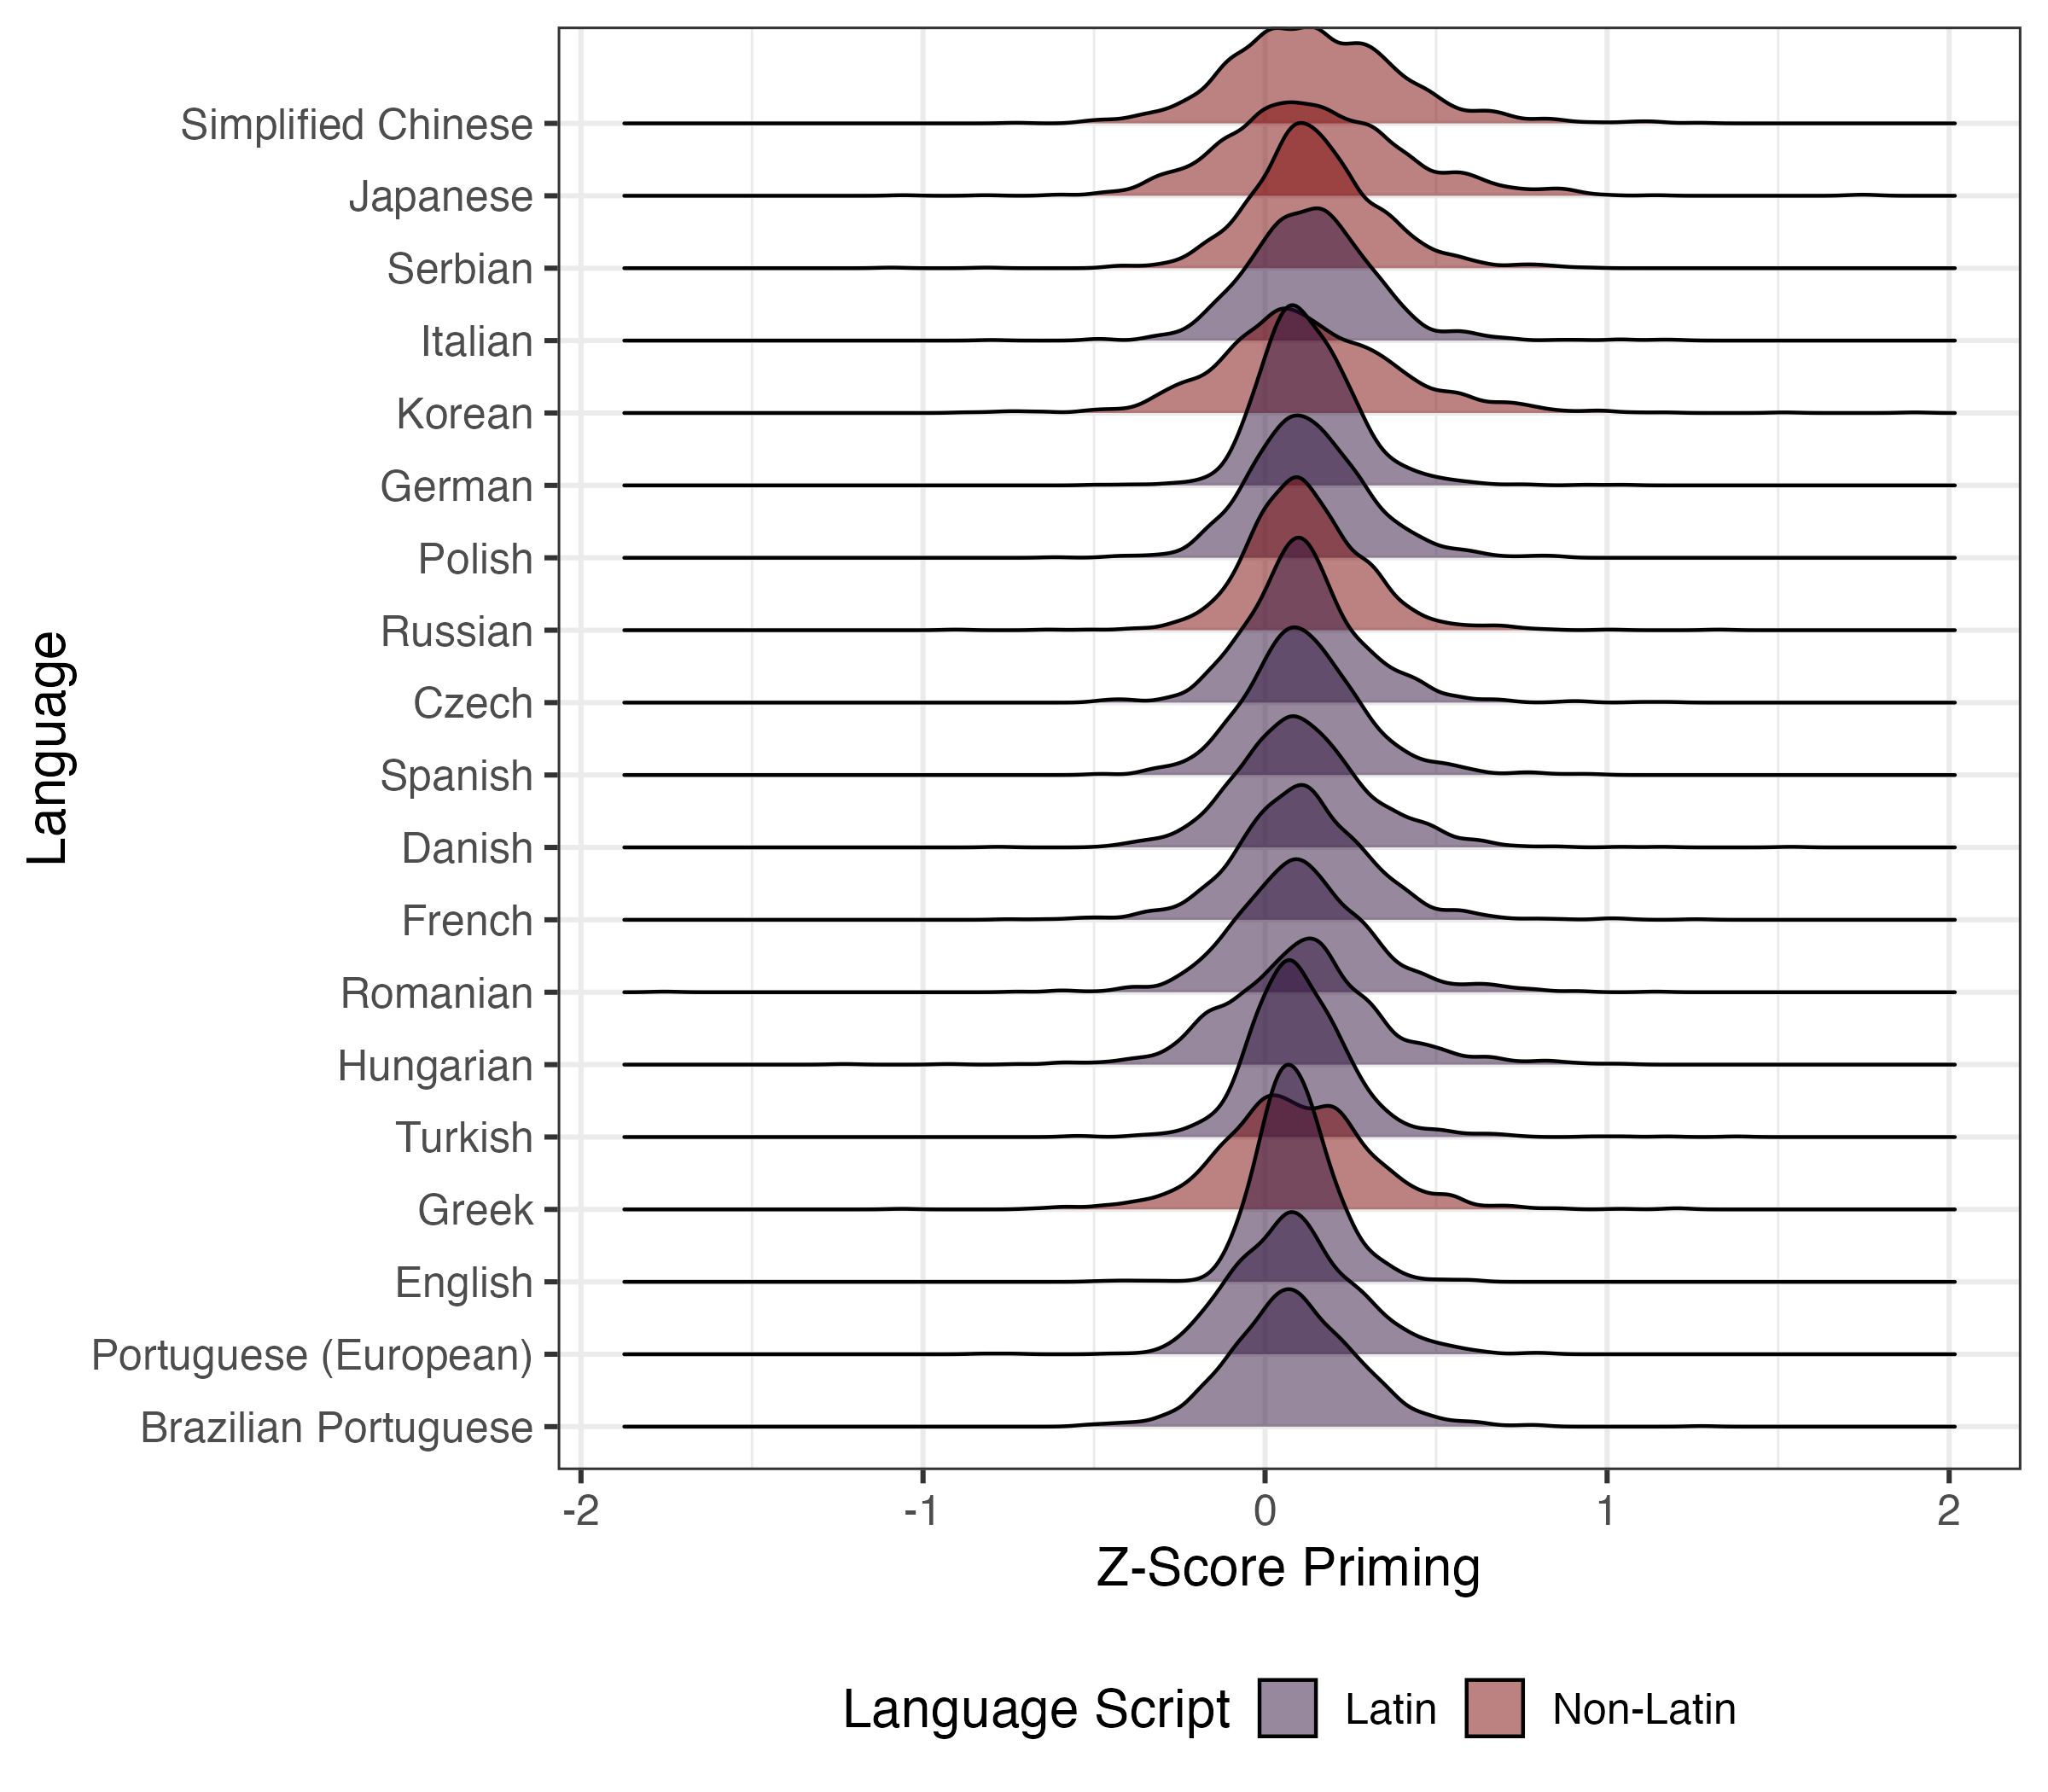 Language
Simplified Chinese
Japanese
Serbian
Italian
Korean
German
Polish
Russian
Czech
Spanish
Danish
French
Romanian
Hungarian
Turkish
Greek
English
Portuguese (European)
Brazilian Portuguese
-2 -1 0 1 2
Z-Score Priming
Language Script Latin Non-Latin